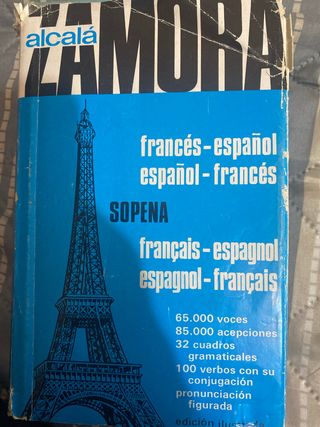 alcalá
ZAMORA
francés-español
español-francés
SOPENA
français-espagnol
espagnol-français
65.000 voces
85.000 acepciones
32 cuadros
gramaticales
100 verbos con su
conjugación
pronunciación
figurada
edición